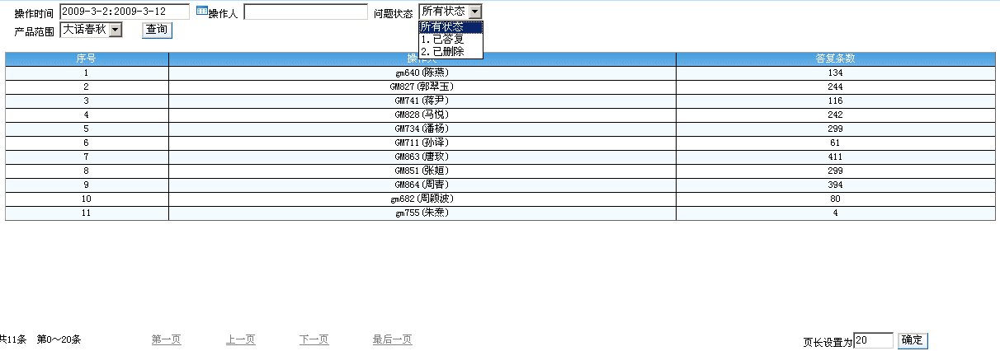 操作时间 2009-3-2:2009-3-12 操作人 问题状态 所有状态
所有状态
1.已答复
2.已删除
产品范围 大话春秋 查询
序号 操作人 答复条数
1 gm640(陈燕) 134
2 GM827(郭翠玉) 244
3 GM741(蒋尹) 116
4 GM828(马悦) 242
5 GM734(潘杨) 299
6 GM711(孙译) 61
7 GM863(唐玫) 411
8 GM851(张姮) 299
9 GM864(周青) 394
10 gm682(周颖波) 80
11 gm755(朱焘) 4
共11条 第0～20条 第一页 上一页 下一页 最后一页 页长设置为 20 确定